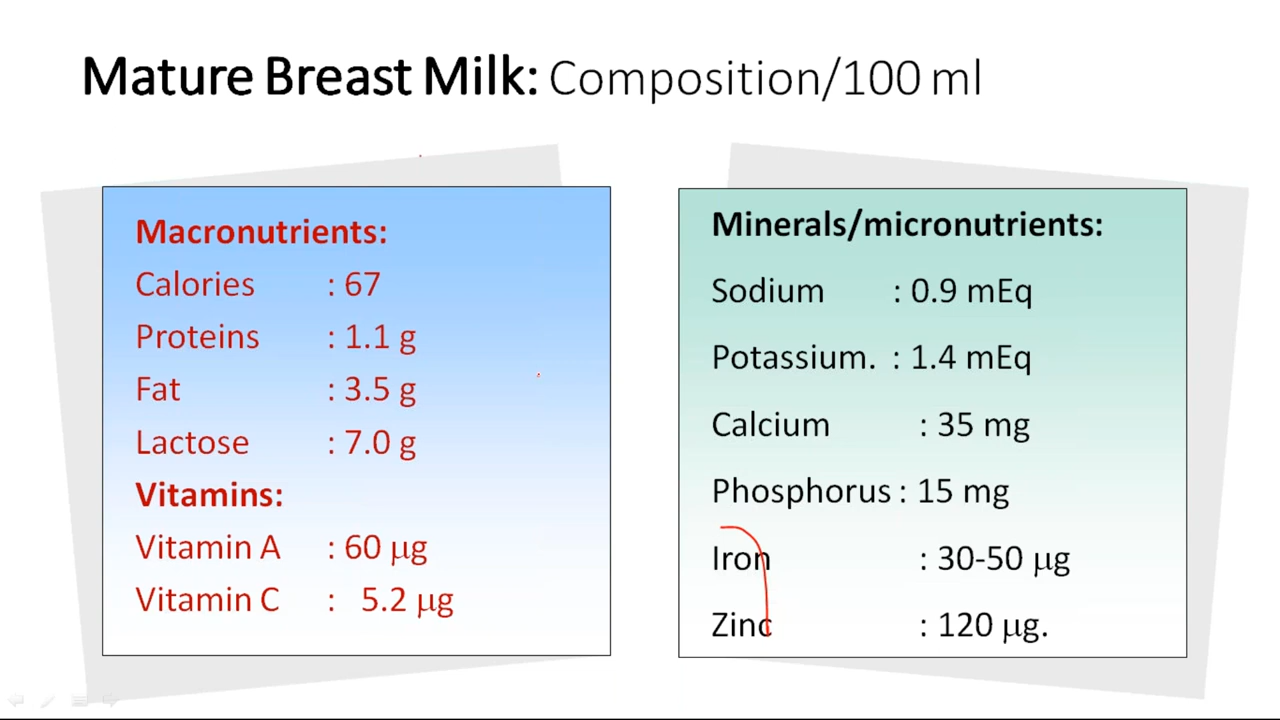 Mature Breast Milk: Composition/100 ml
Macronutrients:
Calories : 67
Proteins : 1.1 g
Fat : 3.5 g
Lactose : 7.0 g
Vitamins:
Vitamin A : 60 μg
Vitamin C : 5.2 μg
Minerals/micronutrients:
Sodium : 0.9 mEq
Potassium. : 1.4 mEq
Calcium : 35 mg
Phosphorus : 15 mg
Iron : 30-50 μg
Zinc : 120 μg.